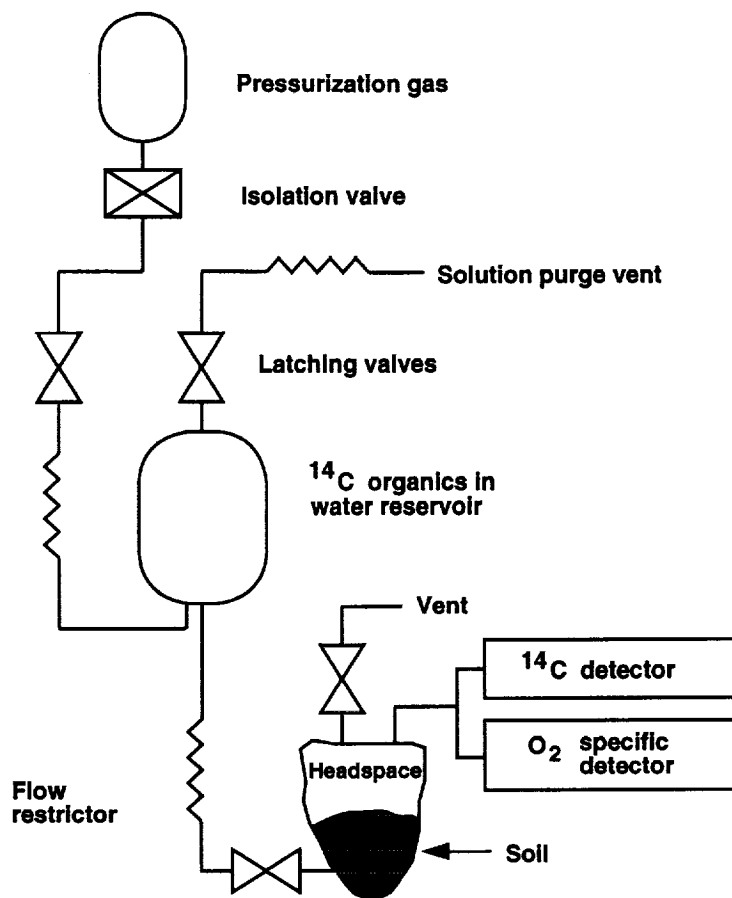 Pressurization gas
Isolation valve
Solution purge vent
Latching valves
¹⁴C organics in
water reservoir
Vent
¹⁴C detector
O₂ specific
detector
Headspace
Flow
restrictor
Soil